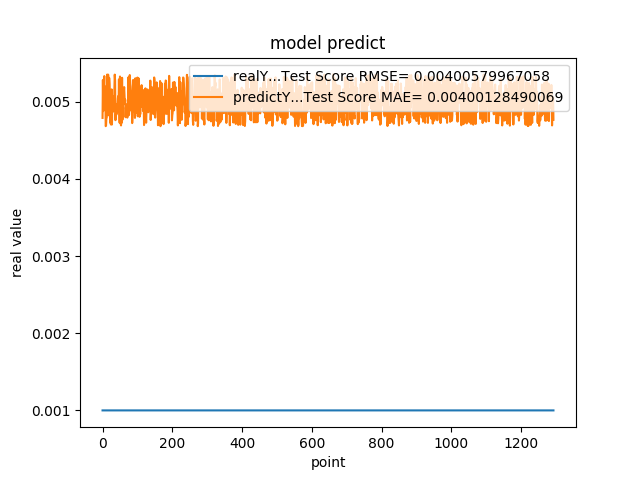 model predict
realY...Test Score RMSE= 0.00400579967058
predictY...Test Score MAE= 0.00400128490069
0.005
0.004
0.003
0.002
0.001
real value
0 200 400 600 800 1000 1200
point